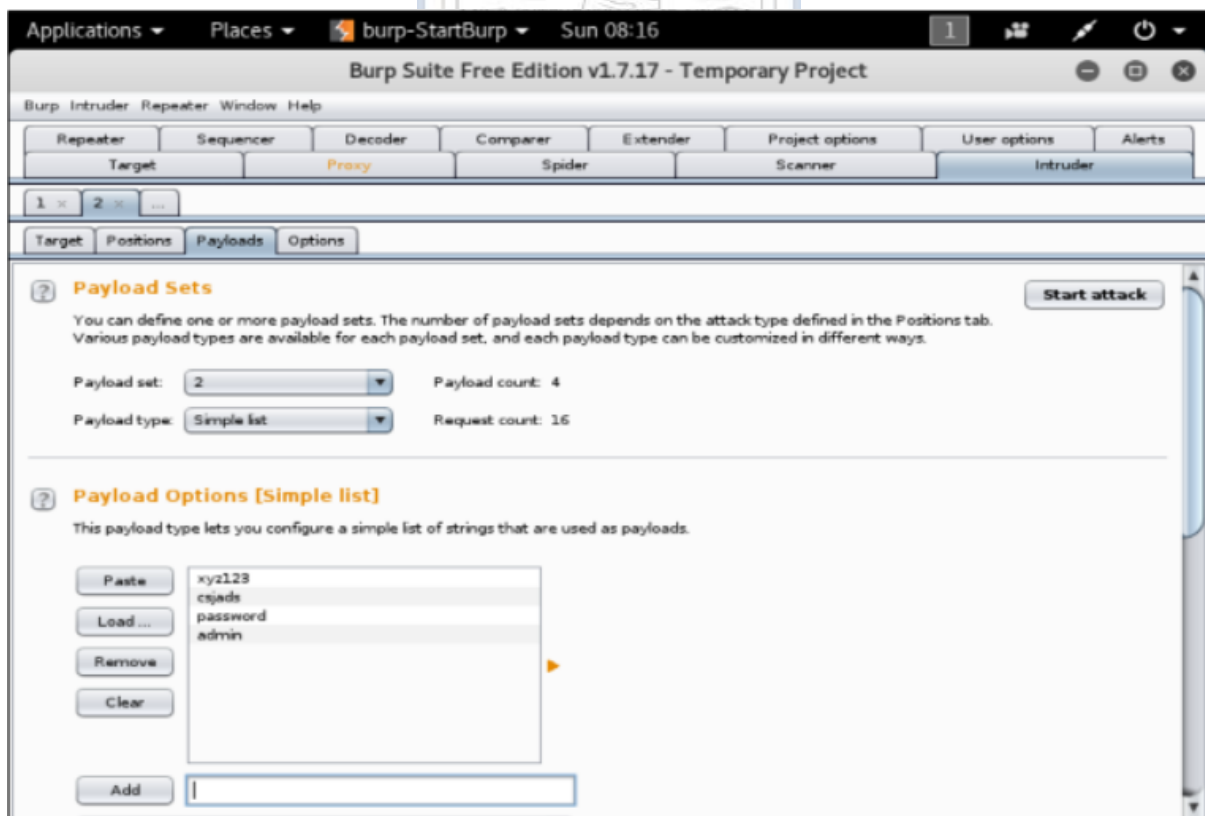 Applications Places burp-StartBurp Sun 08:16 1
Burp Suite Free Edition v1.7.17 - Temporary Project
Burp Intruder Repeater Window Help
Repeater Sequencer Decoder Comparer Extender Project options User options Alerts
Target Proxy Spider Scanner Intruder
1 × 2 × ...
Target Positions Payloads Options
? Payload Sets
Start attack
You can define one or more payload sets. The number of payload sets depends on the attack type defined in the Positions tab.
Various payload types are available for each payload set, and each payload type can be customized in different ways.
Payload set: 2 Payload count: 4
Payload type: Simple list Request count: 16
? Payload Options [Simple list]
This payload type lets you configure a simple list of strings that are used as payloads.
Paste
Load ...
Remove
Clear
xyz123
csjads
password
admin
Add